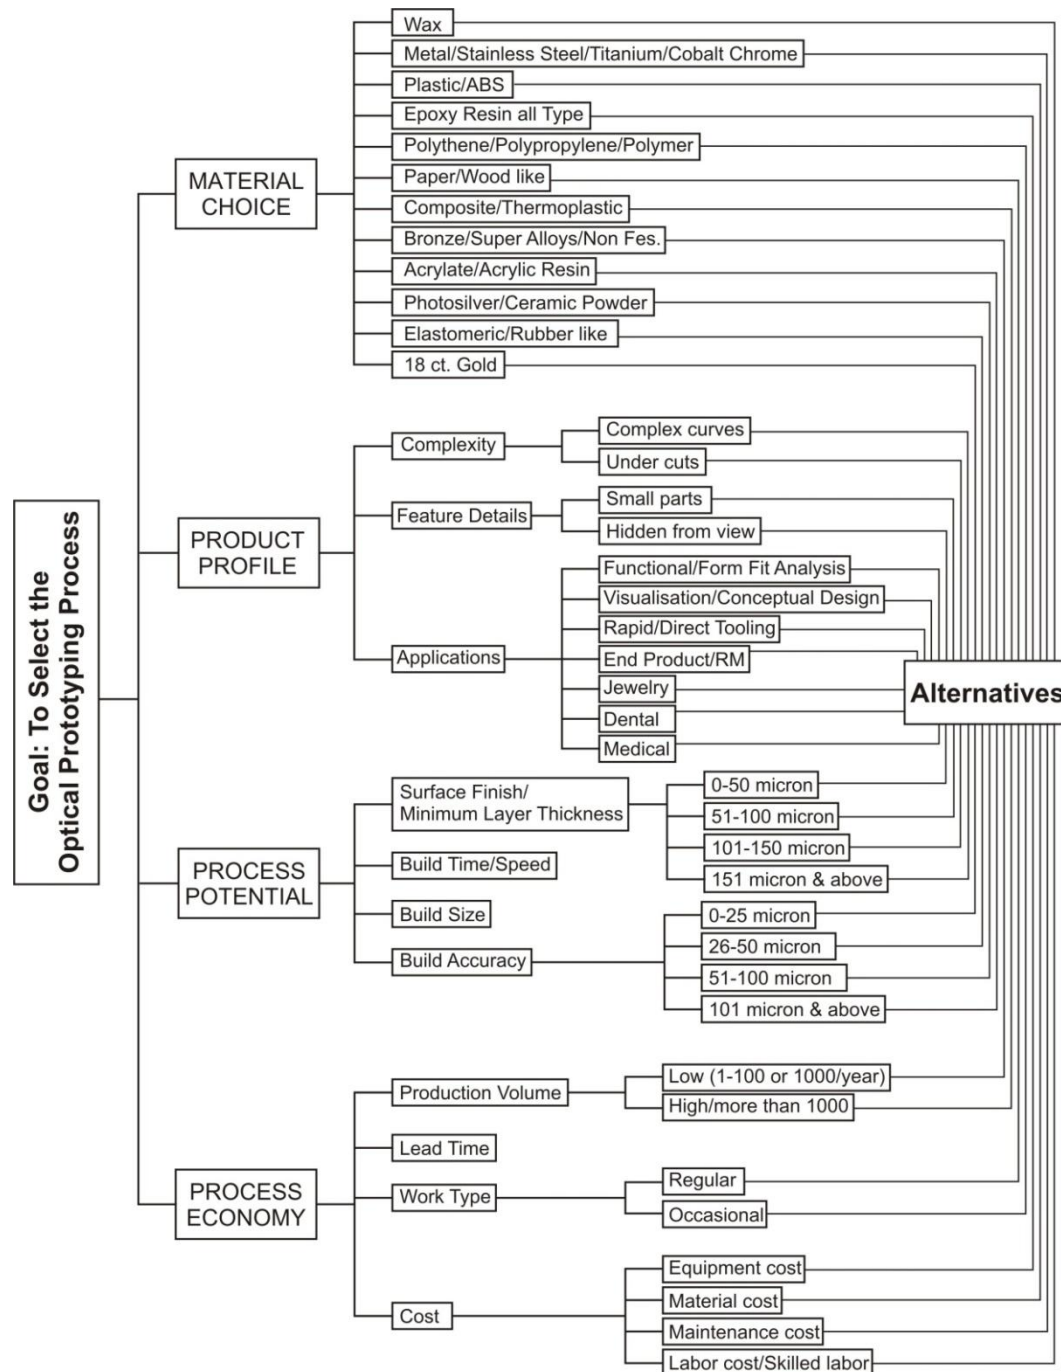 Goal: To Select the
Optical Prototyping Process
MATERIAL
CHOICE
Wax
Metal/Stainless Steel/Titanium/Cobalt Chrome
Plastic/ABS
Epoxy Resin all Type
Polythene/Polypropylene/Polymer
Paper/Wood like
Composite/Thermoplastic
Bronze/Super Alloys/Non Fes.
Acrylate/Acrylic Resin
Photosilver/Ceramic Powder
Elastomeric/Rubber like
18 ct. Gold
PRODUCT
PROFILE
Complexity
Complex curves
Under cuts
Feature Details
Small parts
Hidden from view
Applications
Functional/Form Fit Analysis
Visualisation/Conceptual Design
Rapid/Direct Tooling
End Product/RM
Jewelry
Dental
Medical
PROCESS
POTENTIAL
Surface Finish/
Minimum Layer Thickness
0-50 micron
51-100 micron
101-150 micron
151 micron & above
Build Time/Speed
Build Size
Build Accuracy
0-25 micron
26-50 micron
51-100 micron
101 micron & above
PROCESS
ECONOMY
Production Volume
Low (1-100 or 1000/year)
High/more than 1000
Lead Time
Work Type
Regular
Occasional
Cost
Equipment cost
Material cost
Maintenance cost
Labor cost/Skilled labor
Alternatives